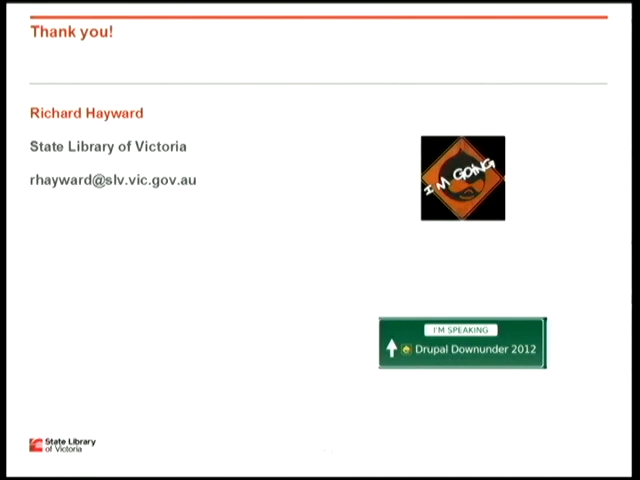 Thank you!
Richard Hayward
State Library of Victoria
rhayward@slv.vic.gov.au
I'M GOING
I'M SPEAKING
Drupal Downunder 2012
State Library
of Victoria